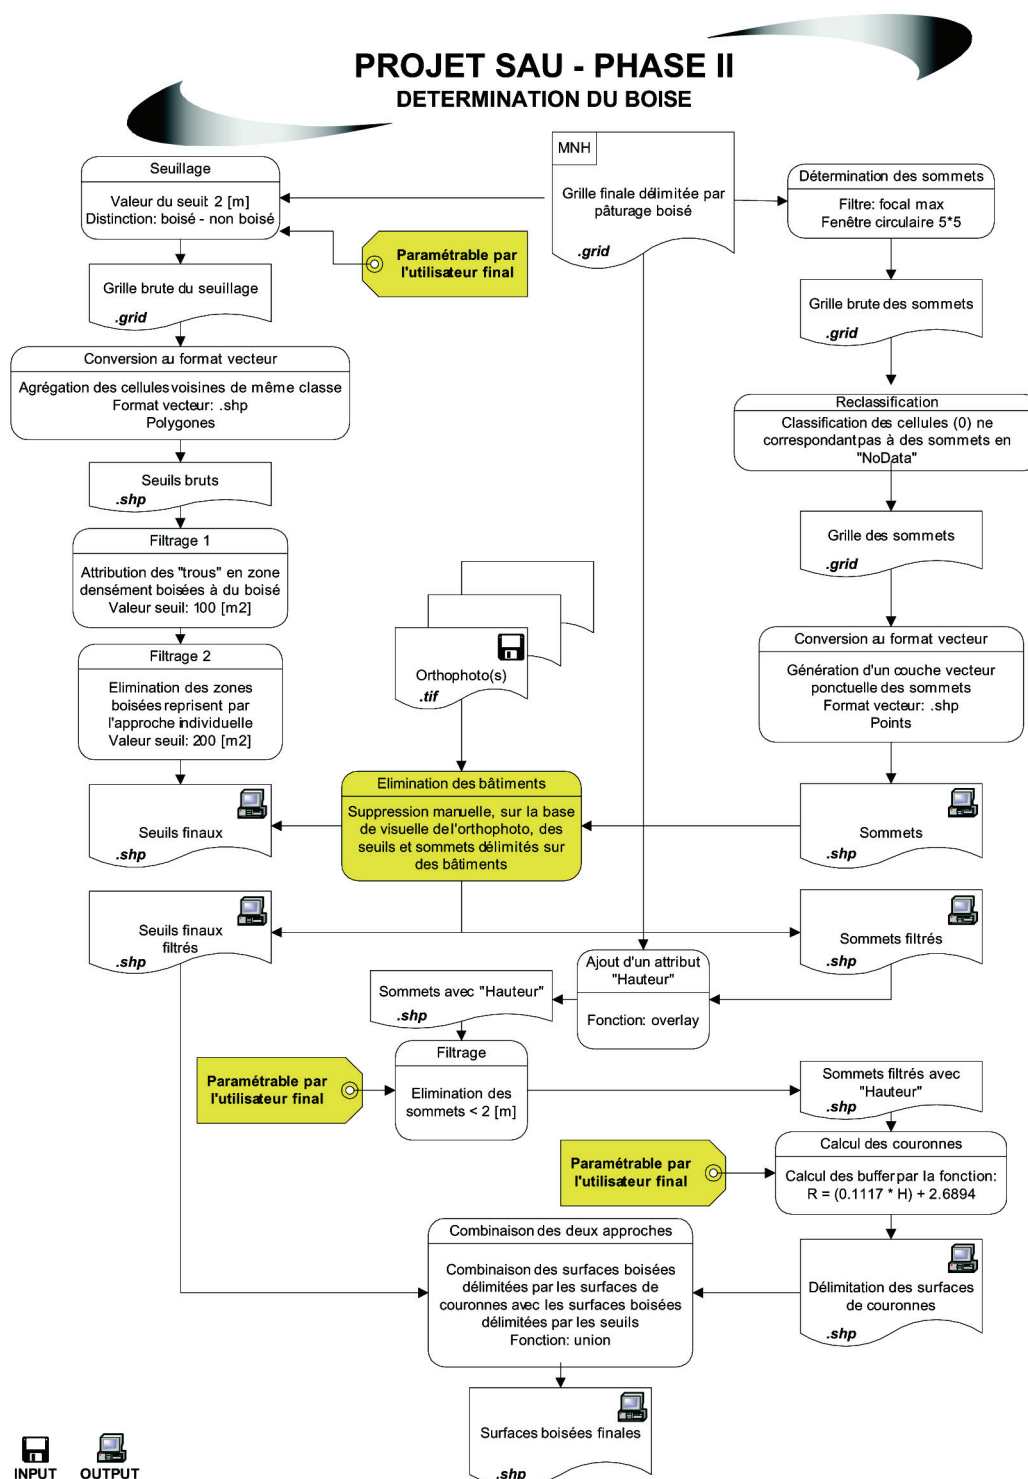 PROJET SAU - PHASE II
DETERMINATION DU BOISE
MNH
Grille finale délimitée par
pâturage boisé
.grid
Seuillage
Valeur du seuil: 2 [m]
Distinction: boisé - non boisé
Paramétrable par
l'utilisateur final
Détermination des sommets
Filtre: focal max
Fenêtre circulaire 5*5
Grille brute du seuillage
.grid
Grille brute des sommets
.grid
Conversion au format vecteur
Agrégation des cellules voisines de même classe
Format vecteur: .shp
Polygones
Reclassification
Classification des cellules (0) ne
correspondant pas à des sommets en
"NoData"
Seuils bruts
.shp
Filtrage 1
Attribution des "trous" en zone
densément boisées à du boisé
Valeur seuil: 100 [m2]
Grille des sommets
.grid
Filtrage 2
Elimination des zones
boisées reprisent par
l'approche individuelle
Valeur seuil: 200 [m2]
Orthophoto(s)
.tif
Conversion au format vecteur
Génération d'un couche vecteur
ponctuelle des sommets
Format vecteur: .shp
Points
Seuils finaux
.shp
Elimination des bâtiments
Suppression manuelle, sur la base
de visuelle de l'orthophoto, des
seuils et sommets délimités sur
des bâtiments
Sommets
.shp
Seuils finaux
filtrés
.shp
Sommets filtrés
.shp
Ajout d'un attribut
"Hauteur"
Fonction: overlay
Sommets avec "Hauteur"
.shp
Filtrage
Elimination des
sommets < 2 [m]
Paramétrable par
l'utilisateur final
Sommets filtrés avec
"Hauteur"
.shp
Calcul des couronnes
Calcul des buffer par la fonction:
R = (0.1117 * H) + 2.6894
Paramétrable par
l'utilisateur final
Combinaison des deux approches
Combinaison des surfaces boisées
délimitées par les surfaces de
couronnes avec les surfaces boisées
délimitées par les seuils
Fonction: union
Délimitation des surfaces
de couronnes
.shp
Surfaces boisées finales
.shp
INPUT
OUTPUT